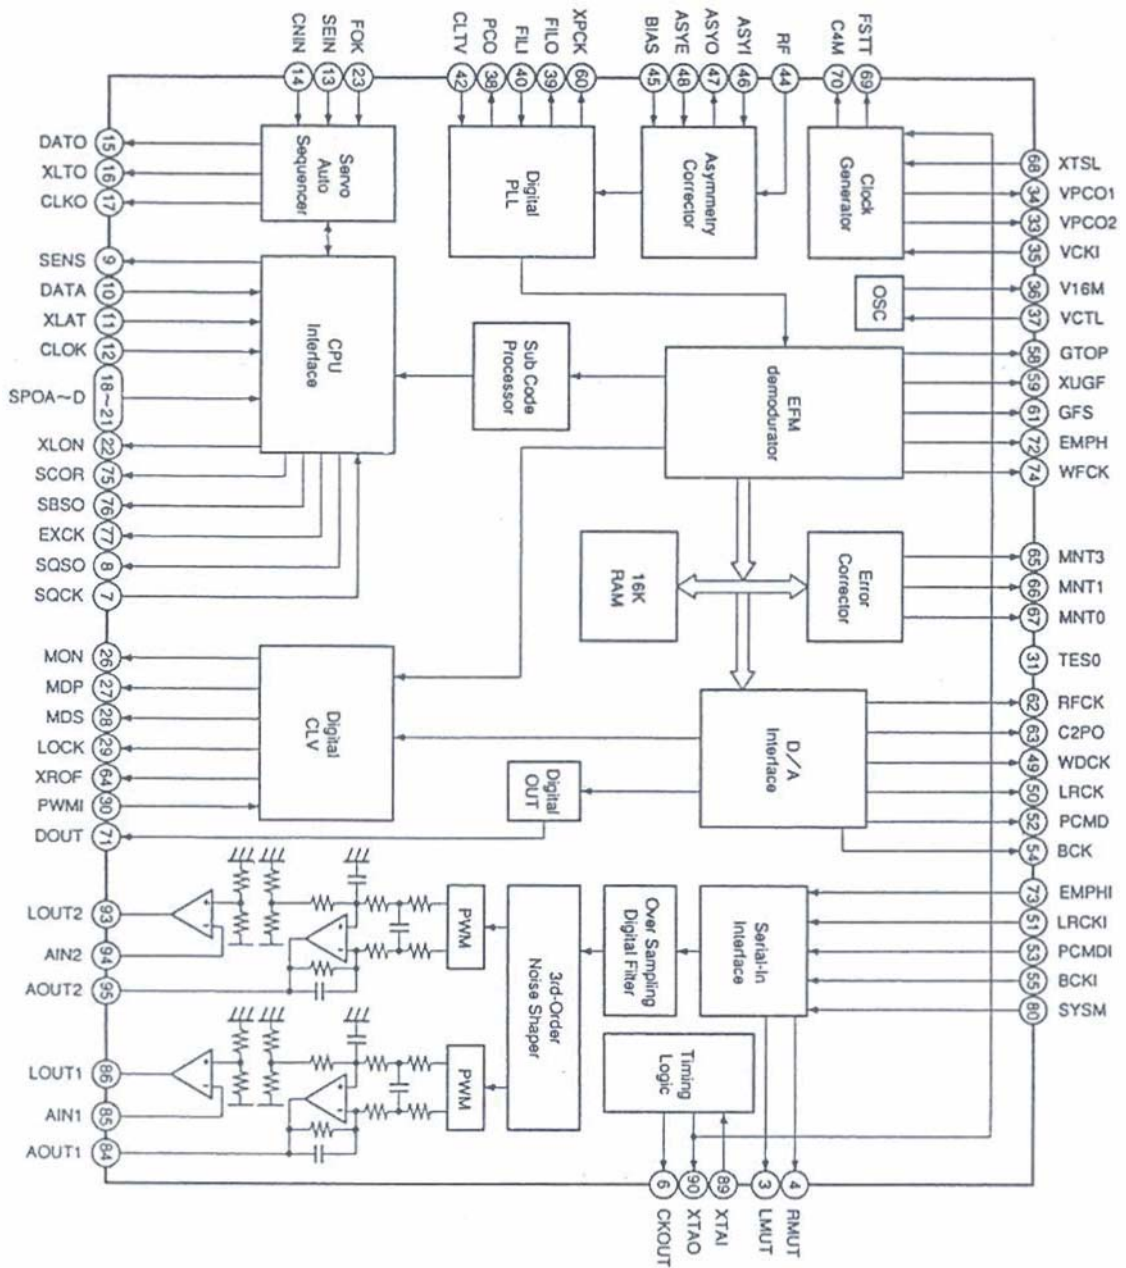 CLTV PCO FILI FILO XPCK
42 38 40 39 60
BIAS ASYE ASYO ASYI RF
45 48 47 46 44
C4M FSTT
70 69
CNIN SEIN FOK
14 13 23
DATO 15
XLTO 16
CLKO 17
SENS 9
DATA 10
XLAT 11
CLOK 12
SPOA~D 18~21
XLON 22
SCOR 75
SBSO 76
EXCK 77
SQSO 8
SQCK 7
MON 26
MDP 27
MDS 28
LOCK 29
XROF 64
PWMI 30
DOUT 71
LOUT2 93
AIN2 94
AOUT2 95
LOUT1 86
AIN1 85
AOUT1 84
Servo
Auto
Sequencer
Digital
PLL
Asymmetry
Corrector
Clock
Generator
OSC
CPU
Interface
Sub Code
Processor
EFM
demodurator
16K
RAM
Error
Corrector
Digital
CLV
Digital
OUT
D/A
Interface
PWM
PWM
3rd-Order
Noise Shaper
Over Sampling
Digital Filter
Serial-In
Interface
Timing
Logic
+ -
+ -
+ -
+ -
68 XTSL
34 VPCO1
33 VPCO2
35 VCKI
36 V16M
37 VCTL
58 GTOP
59 XUGF
61 GFS
72 EMPH
74 WFCK
65 MNT3
66 MNT1
67 MNT0
31 TES0
62 RFCK
63 C2PO
49 WDCK
50 LRCK
52 PCMD
54 BCK
73 EMPHI
51 LRCKI
53 PCMDI
55 BCKI
80 SYSM
6 90 89 3 4
CKOUT XTAO XTAI LMUT RMUT